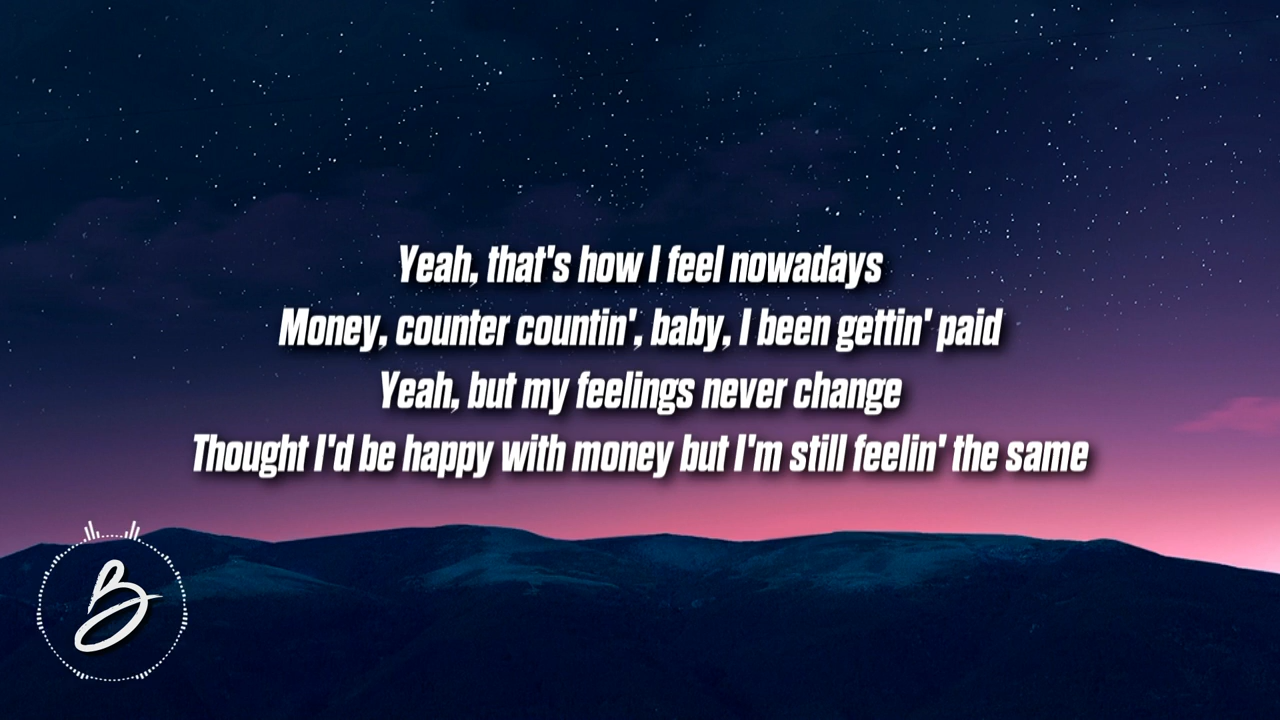 Yeah, that's how I feel nowadays
Money, counter countin', baby, I been gettin' paid
Yeah, but my feelings never change
Thought I'd be happy with money but I'm still feelin' the same
B